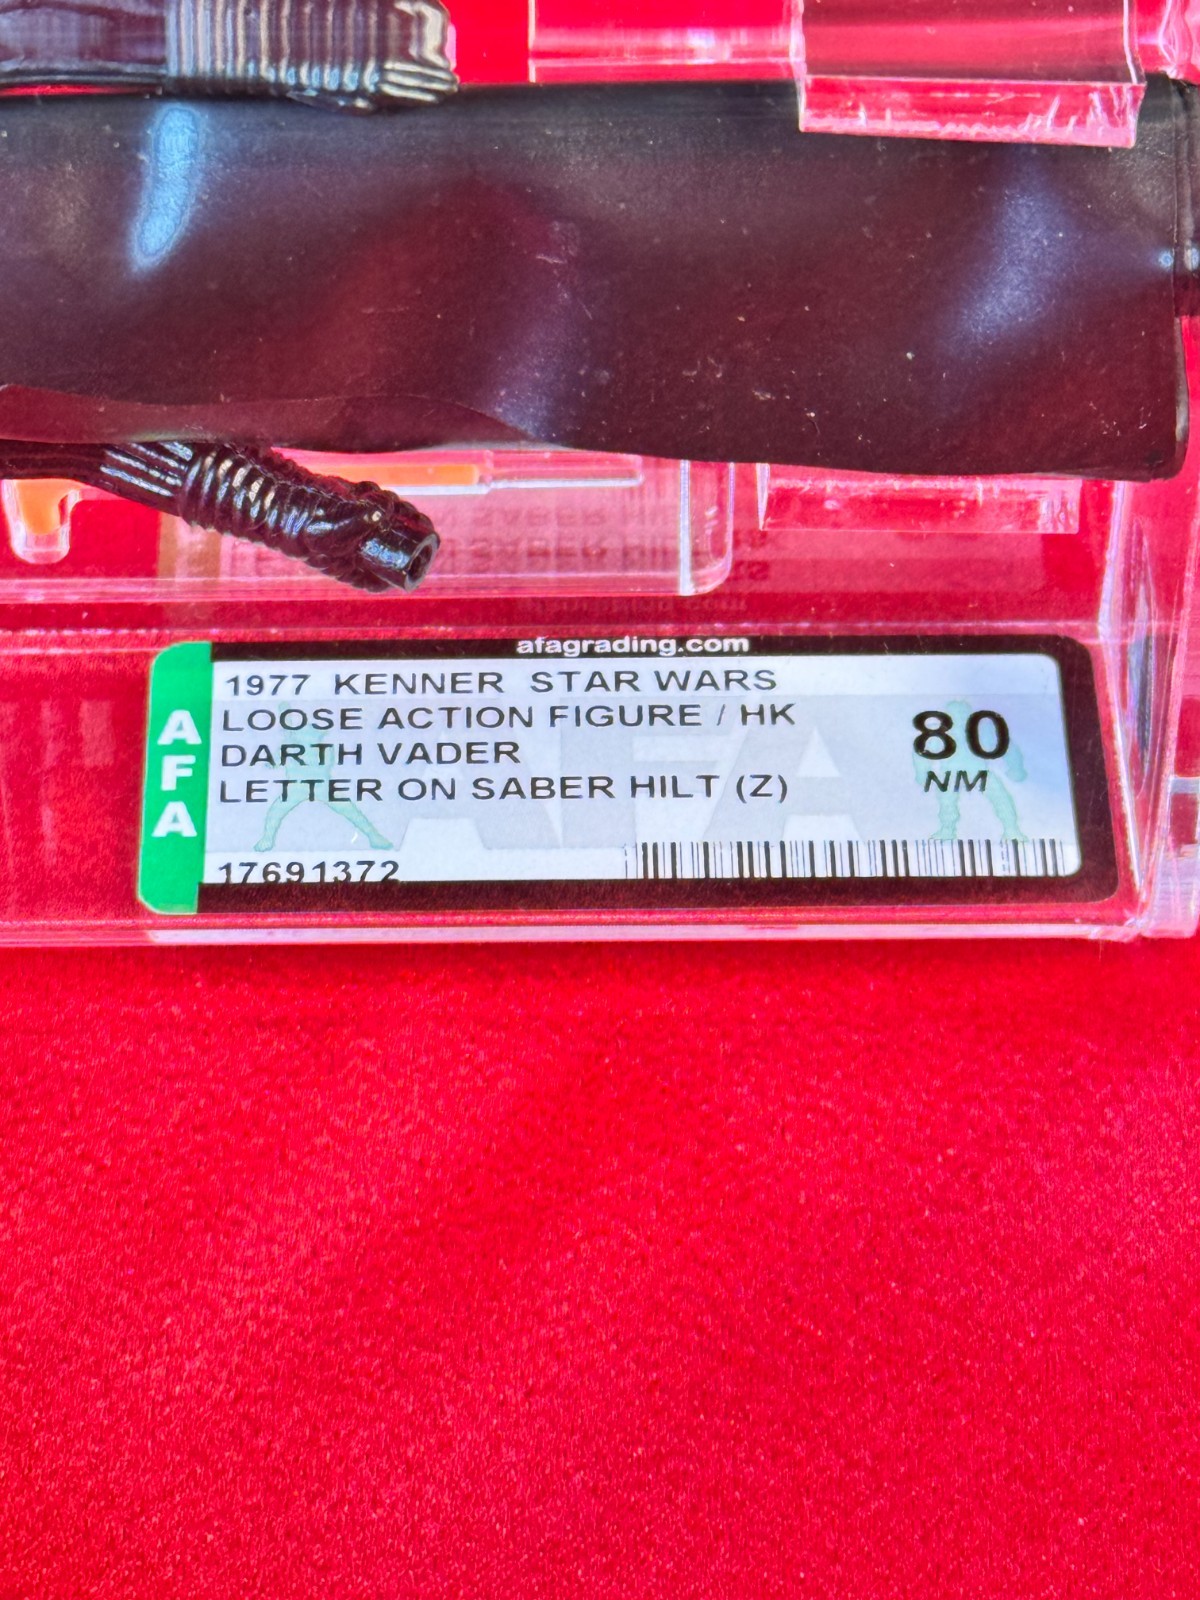 afagrading.com
AFA
1977 KENNER STAR WARS
LOOSE ACTION FIGURE / HK
DARTH VADER
LETTER ON SABER HILT (Z)
80
NM
17691372